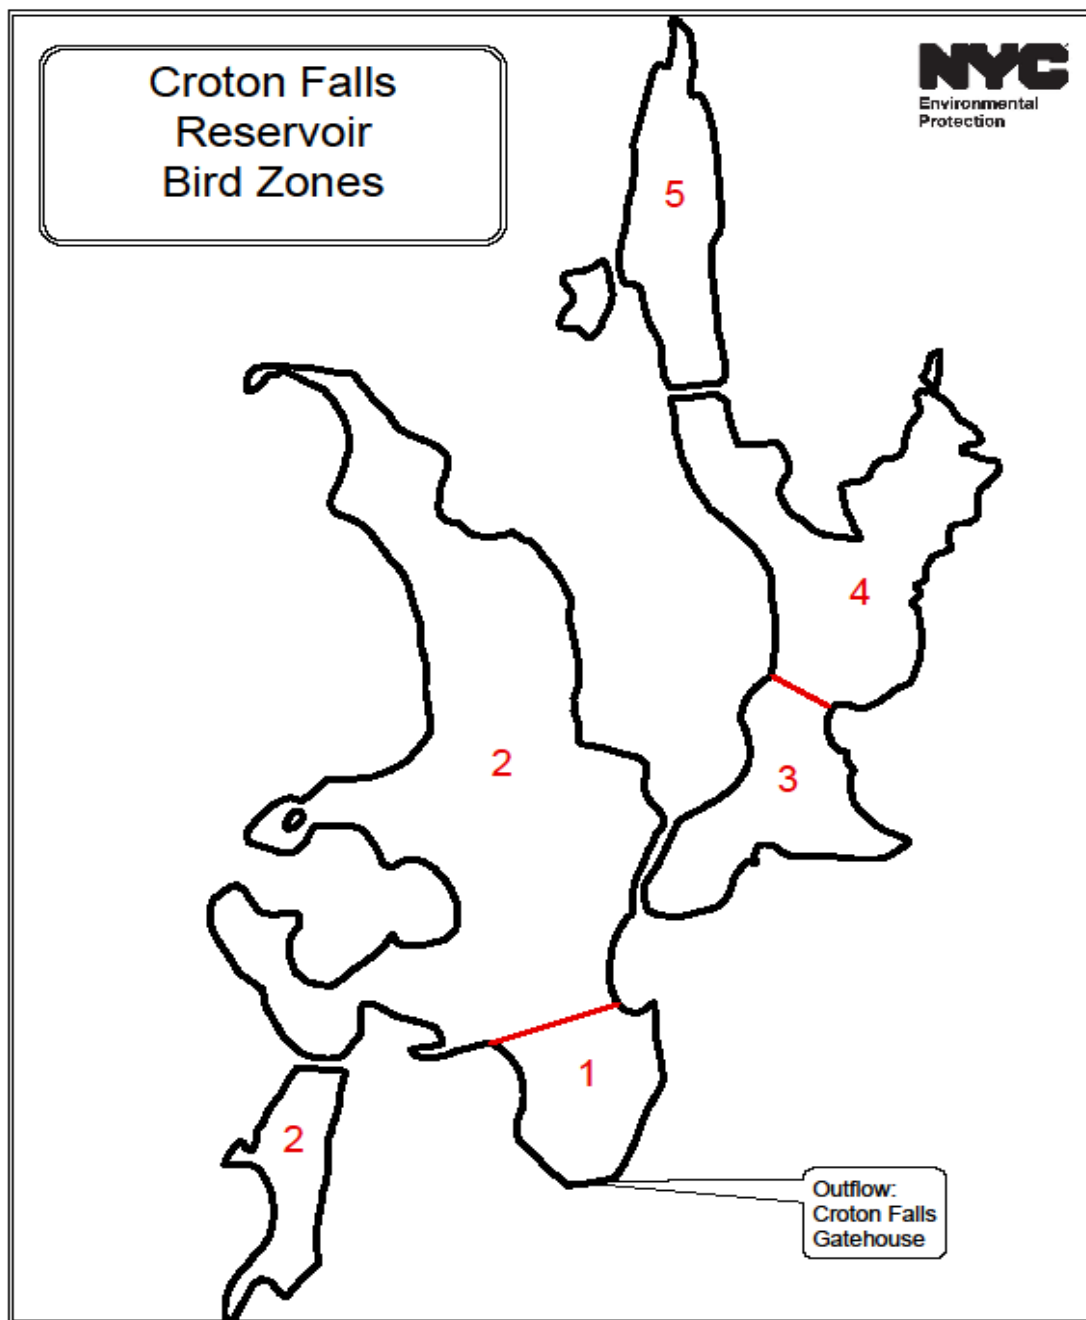 Croton Falls
Reservoir
Bird Zones
NYC
Environmental
Protection
5
4
2
3
1
2
Outflow:
Croton Falls
Gatehouse